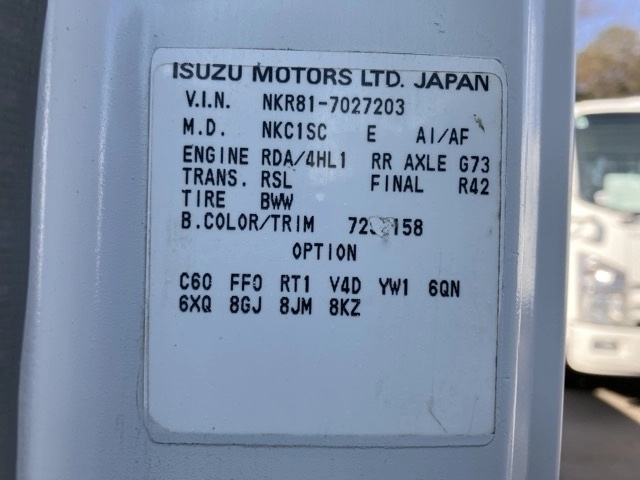 ISUZU MOTORS LTD. JAPAN
V.I.N. NKR81-7027203
M.D. NKC1SC E AI/AF
ENGINE RDA/4HL1 RR AXLE G73
TRANS. RSL FINAL R42
TIRE BWW
B.COLOR/TRIM
OPTION
C60 FF0 RT1 V4D YW1 6QN
6XQ 8GJ 8JM 8KZ